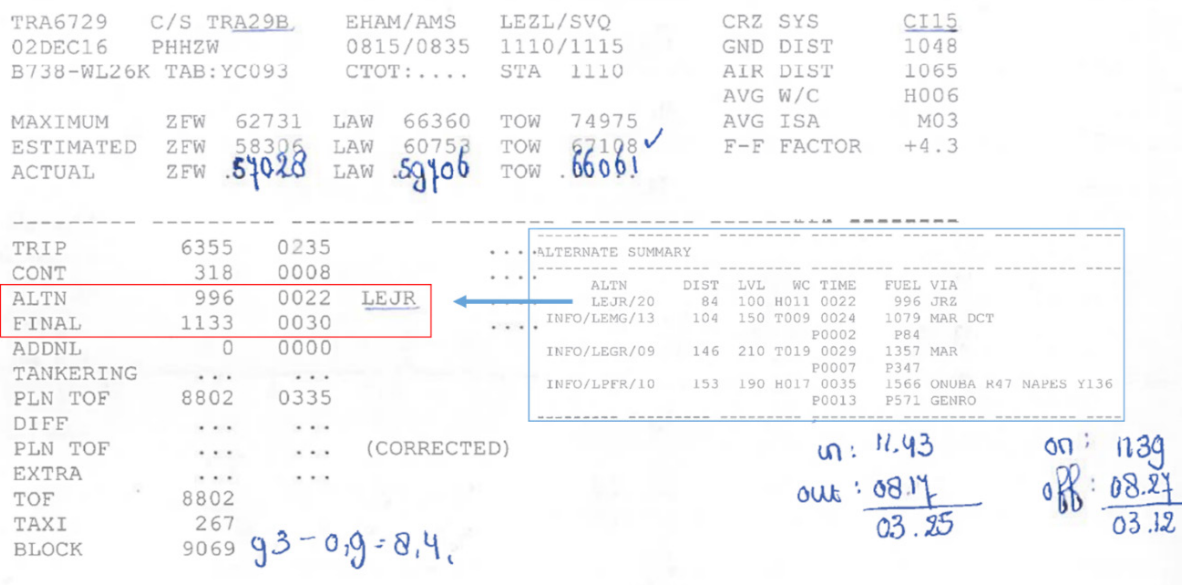 TRA6729 C/S TRA29B EHAM/AMS LEZL/SVQ CRZ SYS CI15
02DEC16 PHHZW 0815/0835 1110/1115 GND DIST 1048
B738-WL26K TAB:YC093 CTOT:.... STA 1110 AIR DIST 1065
AVG W/C H006
MAXIMUM ZFW 62731 LAW 66360 TOW 74975 AVG ISA M03
ESTIMATED ZFW 58306 LAW 60753 TOW 67108 ✓ F-F FACTOR +4.3
ACTUAL ZFW 57028 LAW 59706 TOW 66061
TRIP 6355 0235 ....
CONT 318 0008 ....
ALTN 996 0022 LEJR
FINAL 1133 0030 ....
ADDNL 0 0000
TANKERING ... ...
PLN TOF 8802 0335
DIFF ... ...
PLN TOF ... ... (CORRECTED)
EXTRA ... ...
TOF 8802
TAXI 267
BLOCK 9069 93-0,9=8,4.
ALTERNATE SUMMARY
ALTN DIST LVL WC TIME FUEL VIA
LEJR/20 84 100 H011 0022 996 JRZ
INFO/LEMG/13 104 150 T009 0024 1079 MAR DCT
P0002 P84
INFO/LEGR/09 146 210 T019 0029 1357 MAR
P0007 P347
INFO/LPFR/10 153 190 H017 0035 1566 ONUBA R47 NAPES Y136
P0013 P571 GENRO
in: 11.43 on: 1139
out: 08.17 off: 08.27
03.25 03.12